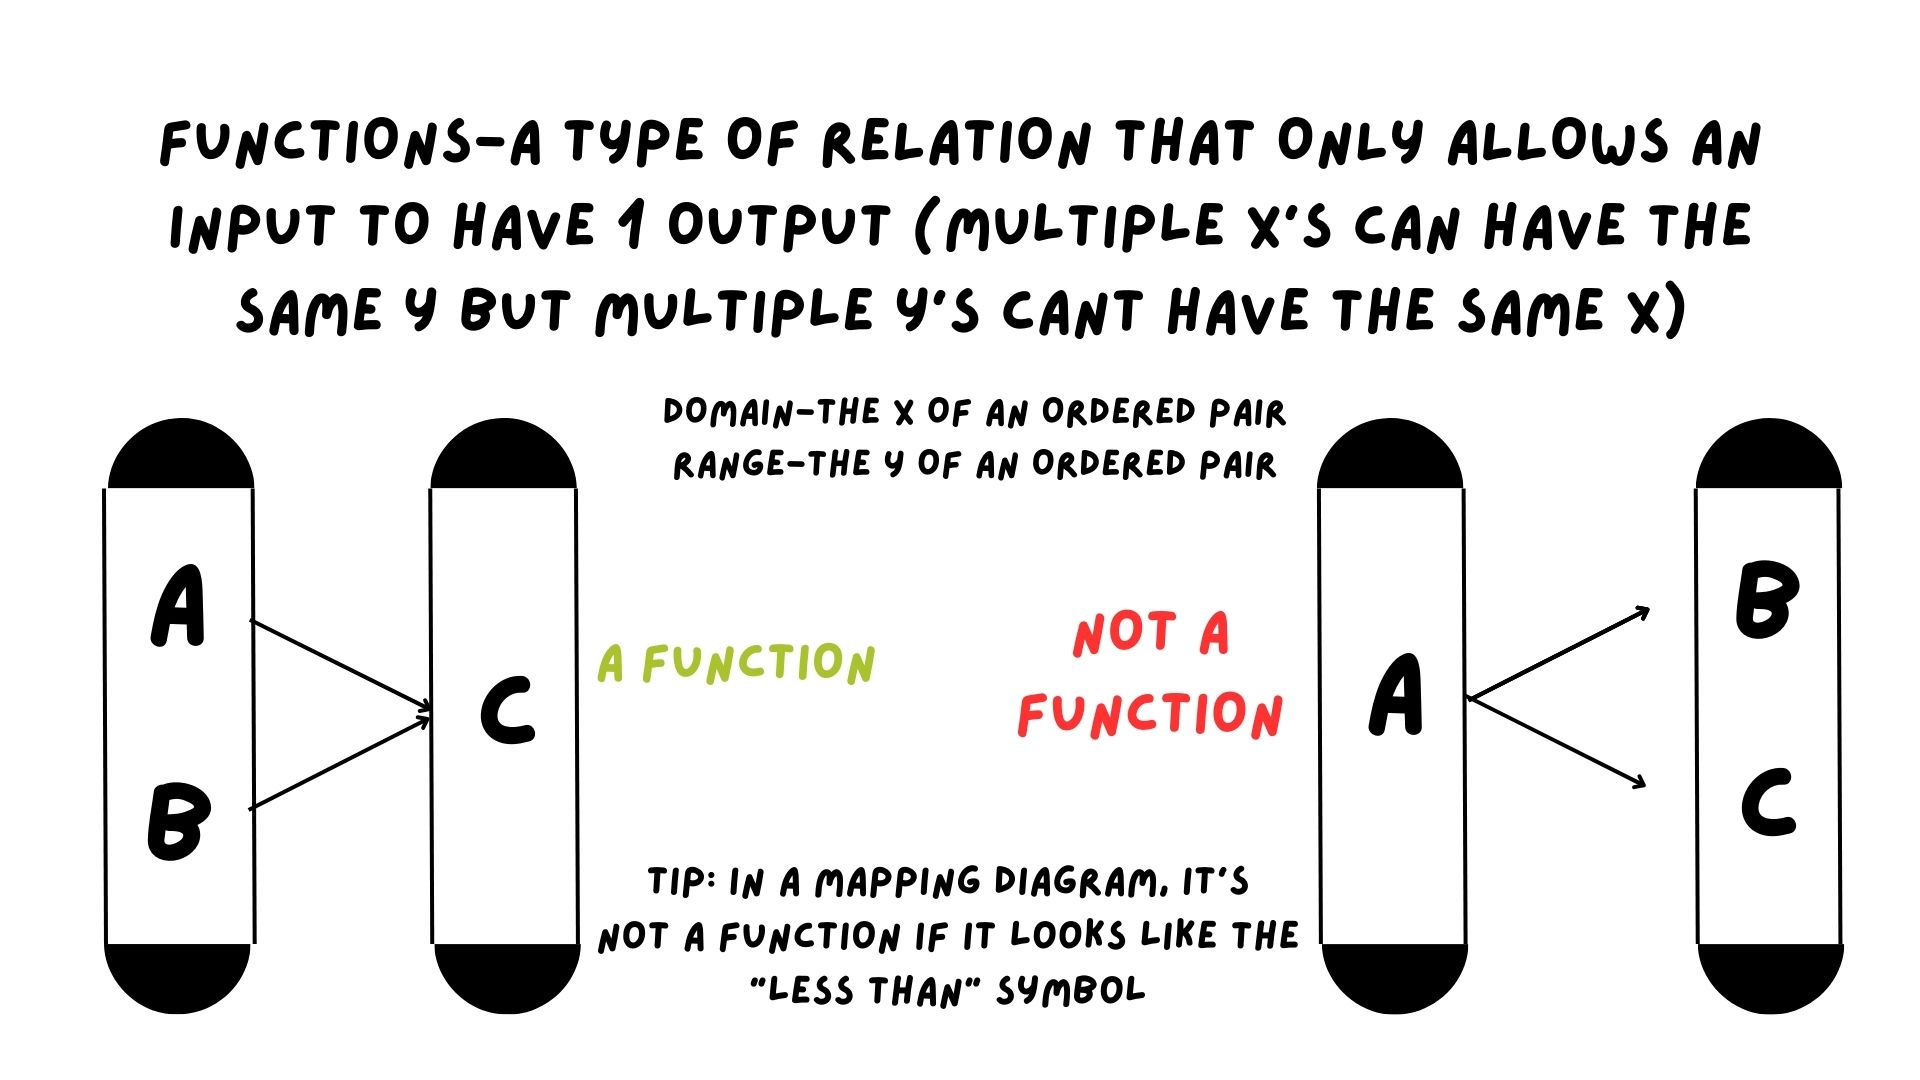 FUNCTIONS-A TYPE OF RELATION THAT ONLY ALLOWS AN
INPUT TO HAVE 1 OUTPUT (MULTIPLE X'S CAN HAVE THE
SAME Y BUT MULTIPLE Y'S CANT HAVE THE SAME X)
DOMAIN-THE X OF AN ORDERED PAIR
RANGE-THE Y OF AN ORDERED PAIR
A
B
C
A FUNCTION
NOT A
FUNCTION
A
B
C
TIP: IN A MAPPING DIAGRAM, IT'S
NOT A FUNCTION IF IT LOOKS LIKE THE
"LESS THAN" SYMBOL